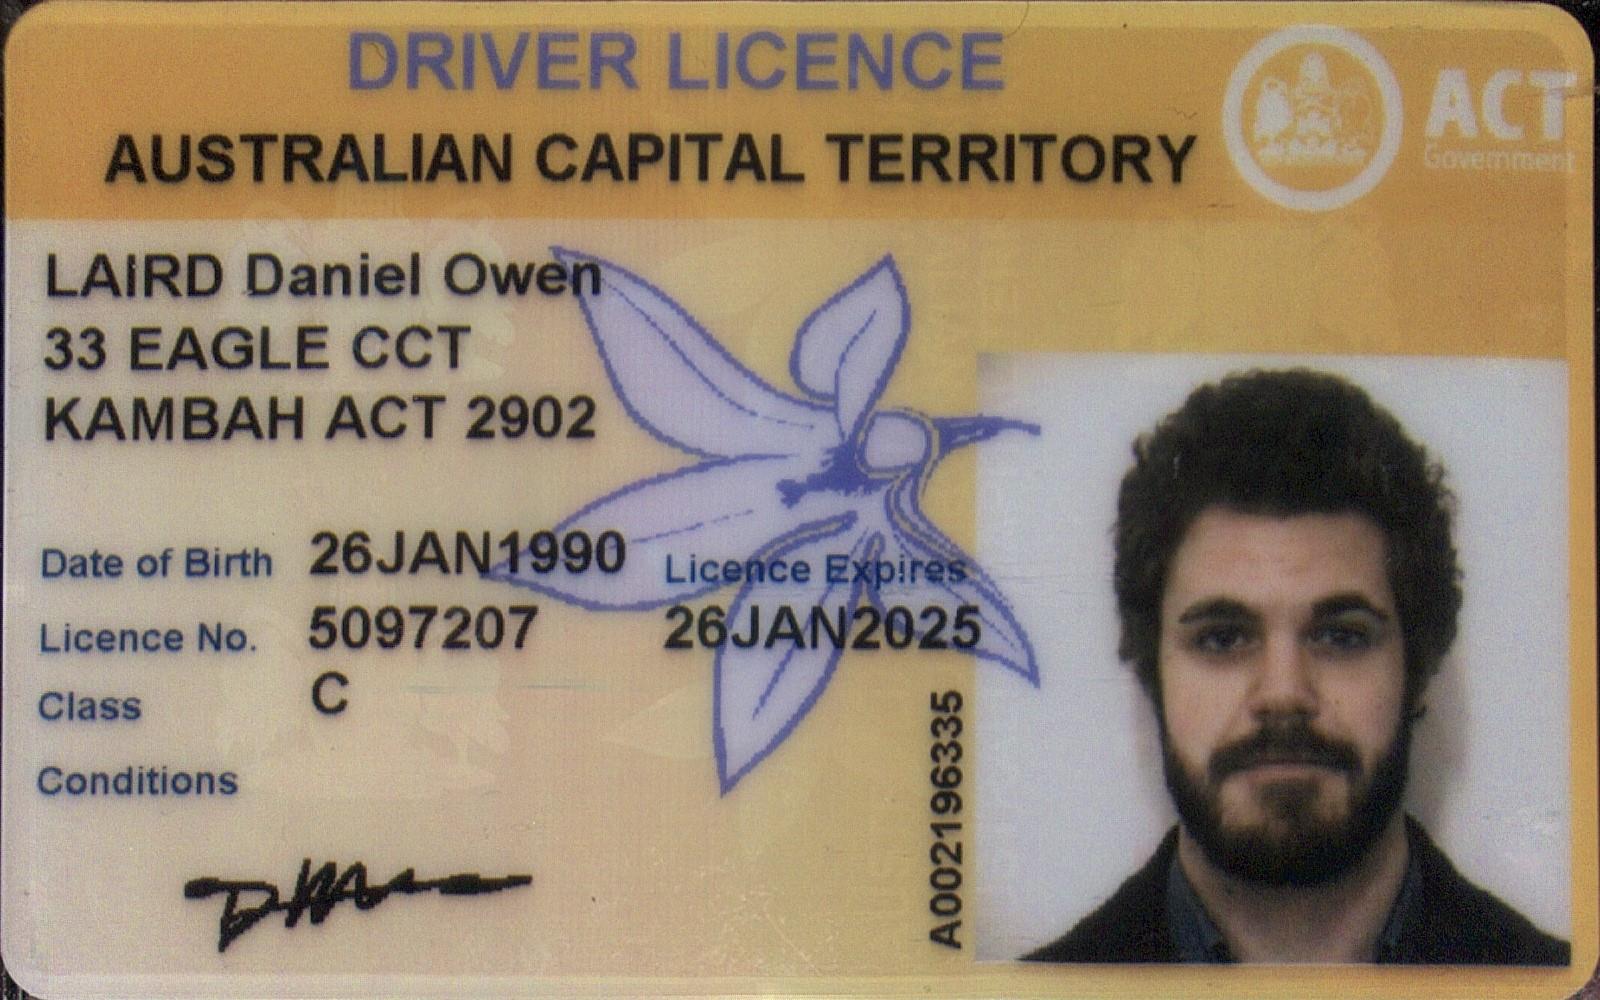 DRIVER LICENCE
AUSTRALIAN CAPITAL TERRITORY
ACT
Government
LAIRD Daniel Owen
33 EAGLE CCT
KAMBAH ACT 2902
Date of Birth 26JAN1990
Licence Expires
Licence No. 5097207
26JAN2025
Class C
Conditions
A002196335